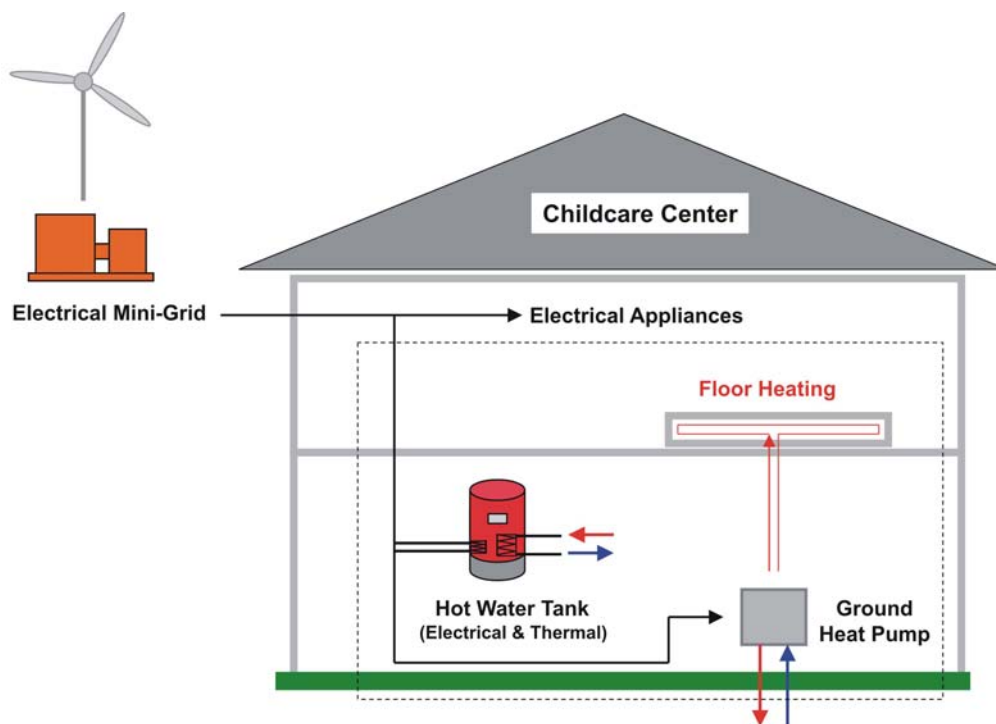 Childcare Center
Electrical Mini-Grid
Electrical Appliances
Floor Heating
Hot Water Tank
(Electrical & Thermal)
Ground
Heat Pump